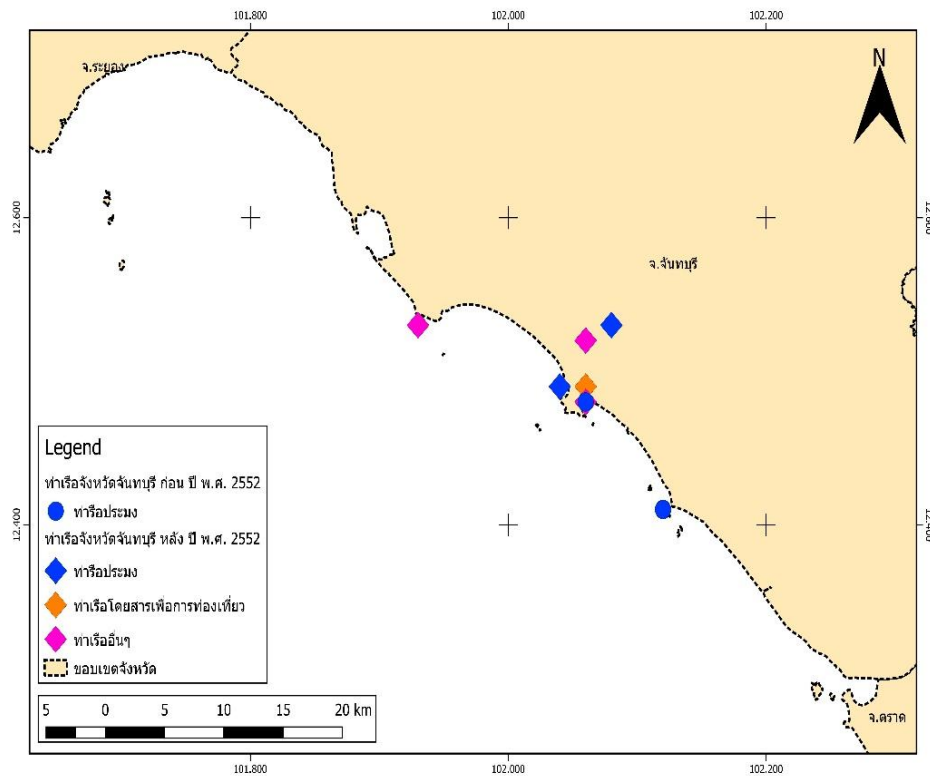 101.800 102.000 102.200
จ.ระยอง
N
12.600 12.600
จ.จันทบุรี
Legend
ท่าเรือจังหวัดจันทบุรี ก่อน ปี พ.ศ. 2552
ท่ารือประมง
ท่าเรือจังหวัดจันทบุรี หลัง ปี พ.ศ. 2552
ท่ารือประมง
ท่าเรือโดยสารเพื่อการท่องเที่ยว
ท่าเรืออื่นๆ
ขอบเขตจังหวัด
12.400 12.400
5 0 5 10 15 20 km
จ.ตราด
101.800 102.000 102.200